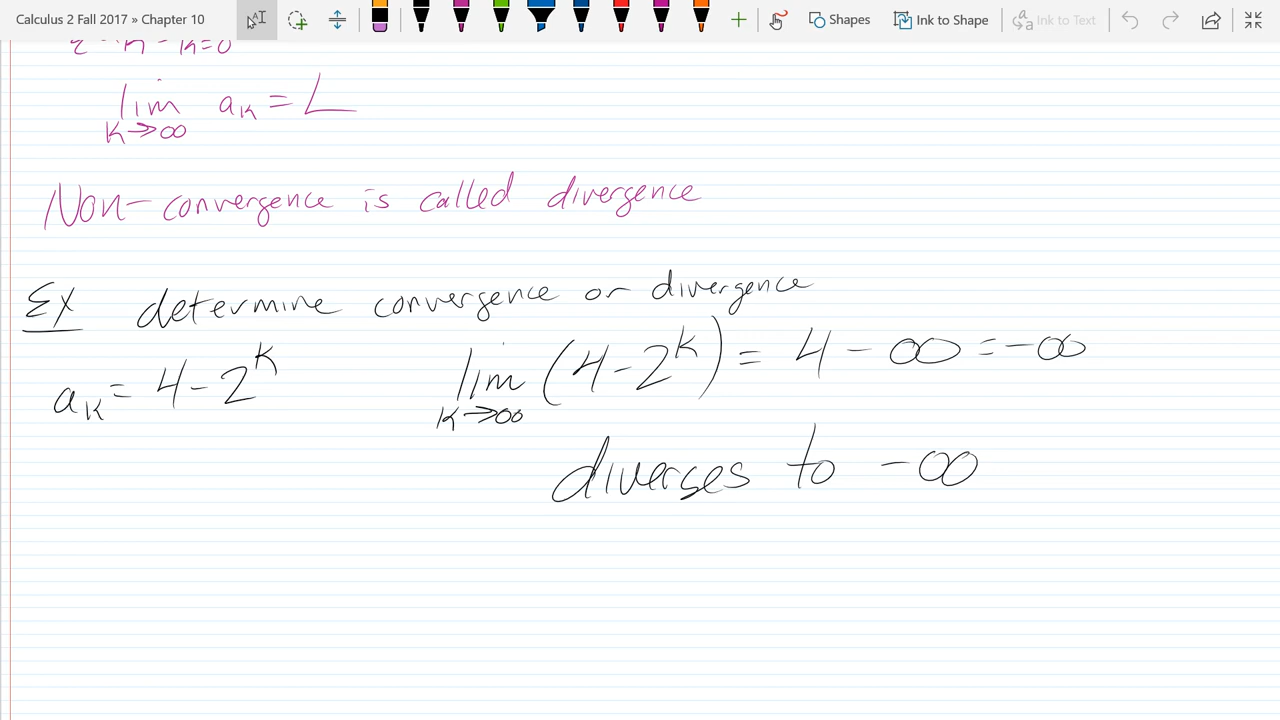 Calculus 2 Fall 2017 » Chapter 10
Shapes
Ink to Shape
Ink to Text
lim a_k = L
k→∞
Non-convergence is called divergence
Ex determine convergence or divergence
a_k = 4 - 2^k lim (4 - 2^k) = 4 - ∞ = -∞
k→∞
diverges to -∞